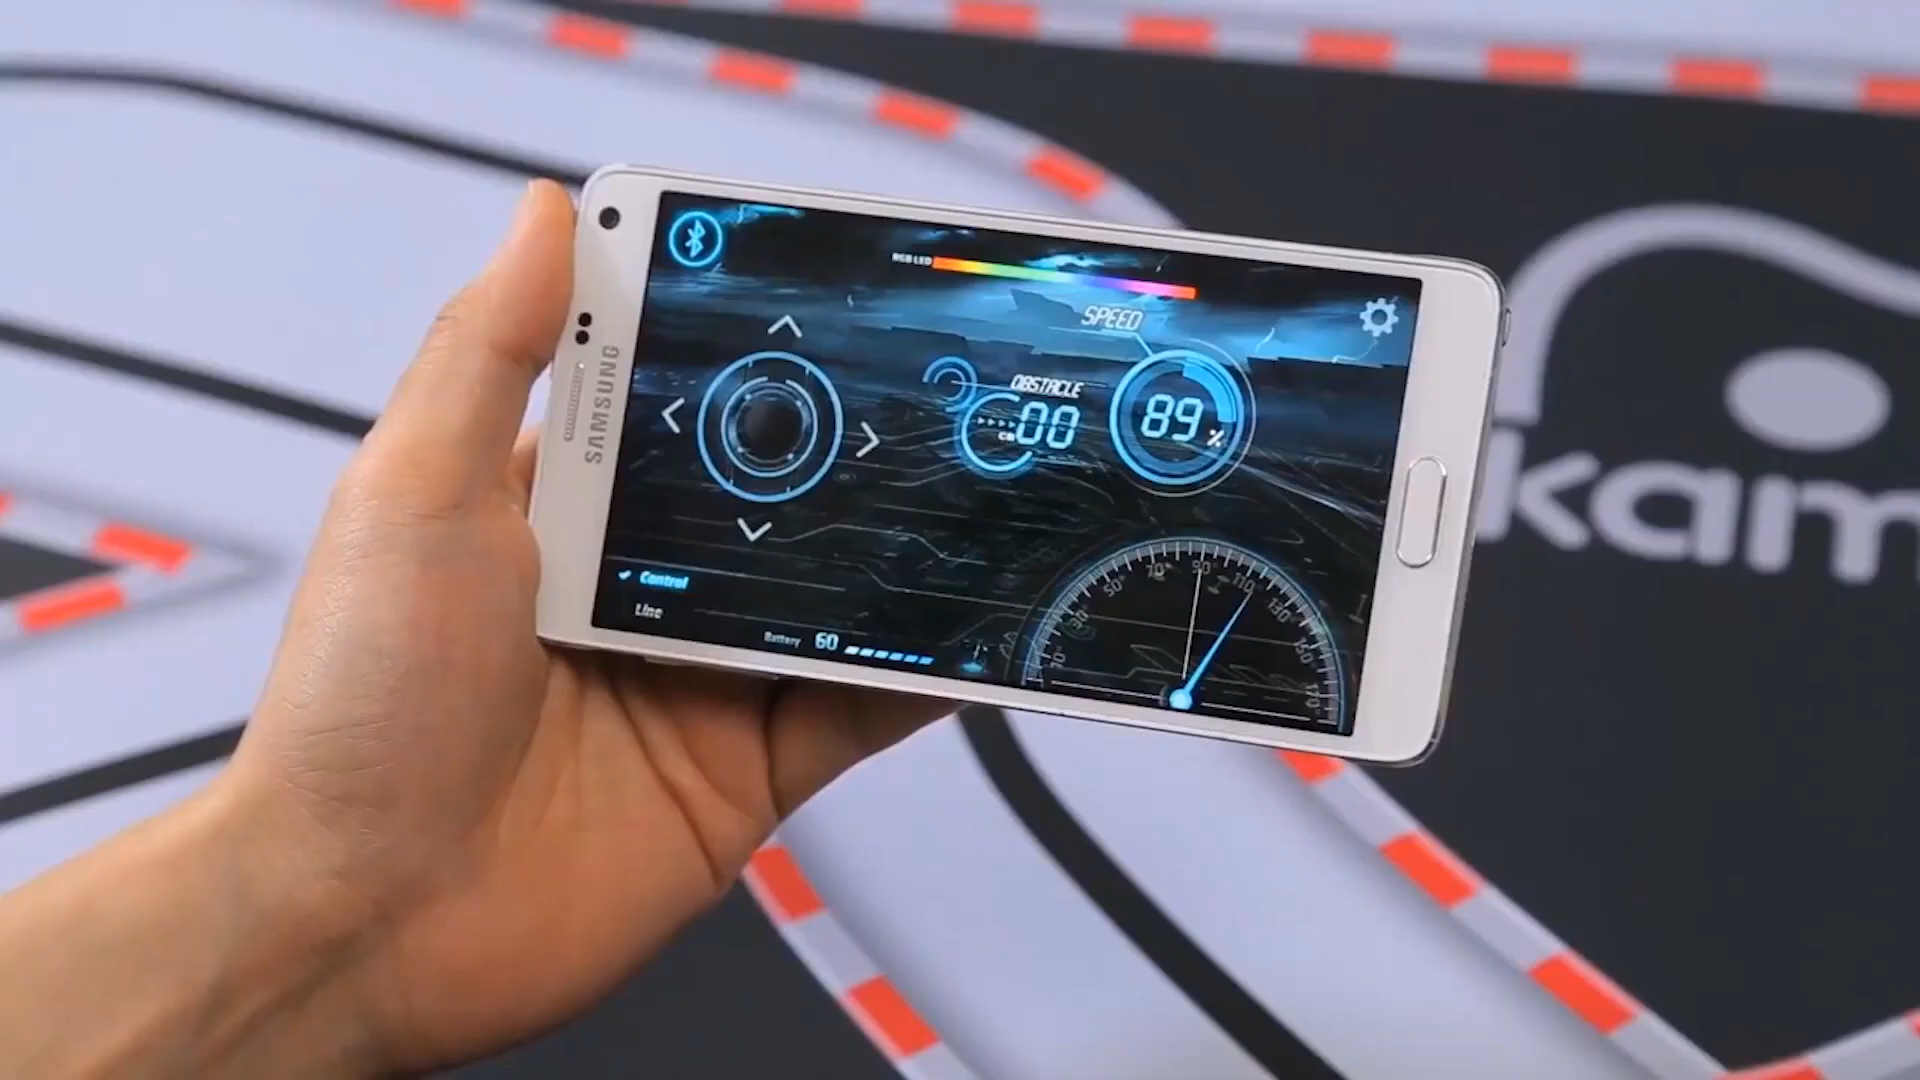 SAMSUNG
RGB LED
SPEED
OBSTACLE
00
89 %
Control
Line
Battery 60
30° 50° 70° 90° 110° 130° 150° 170°
kam